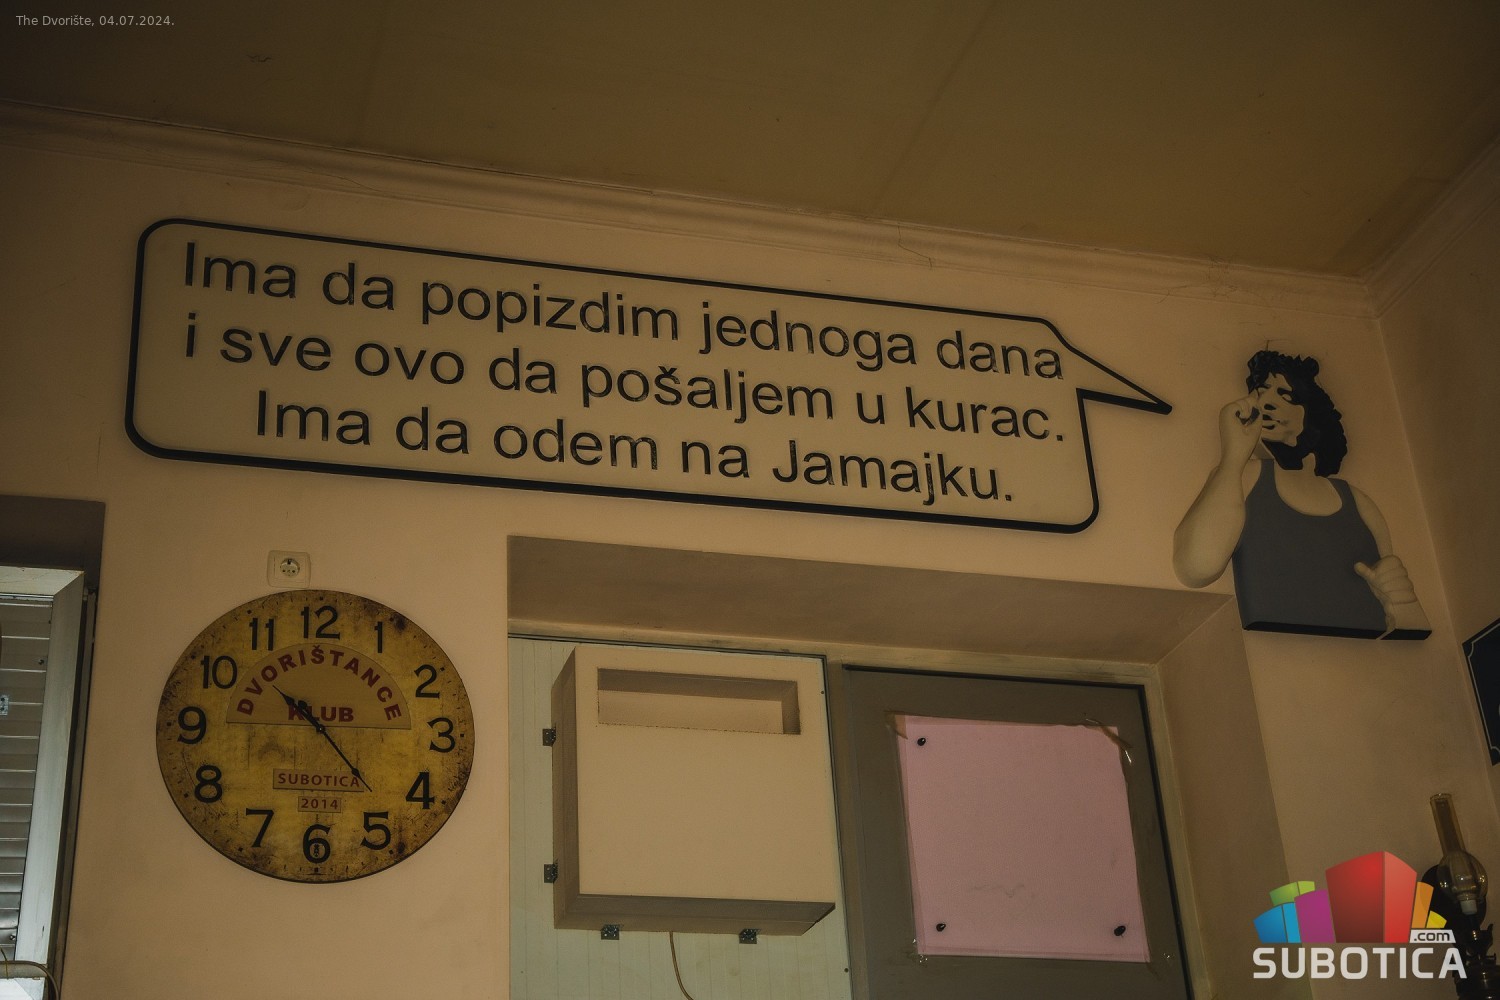 The Dvorište, 04.07.2024.
Ima da popizdim jednoga dana
i sve ovo da pošaljem u kurac.
Ima da odem na Jamajku.
12
11
1
10
2
DVORIŠTANCE
KLUB
9
3
SUBOTICA
8
4
2014
7
5
6
.com
SUBOTICA